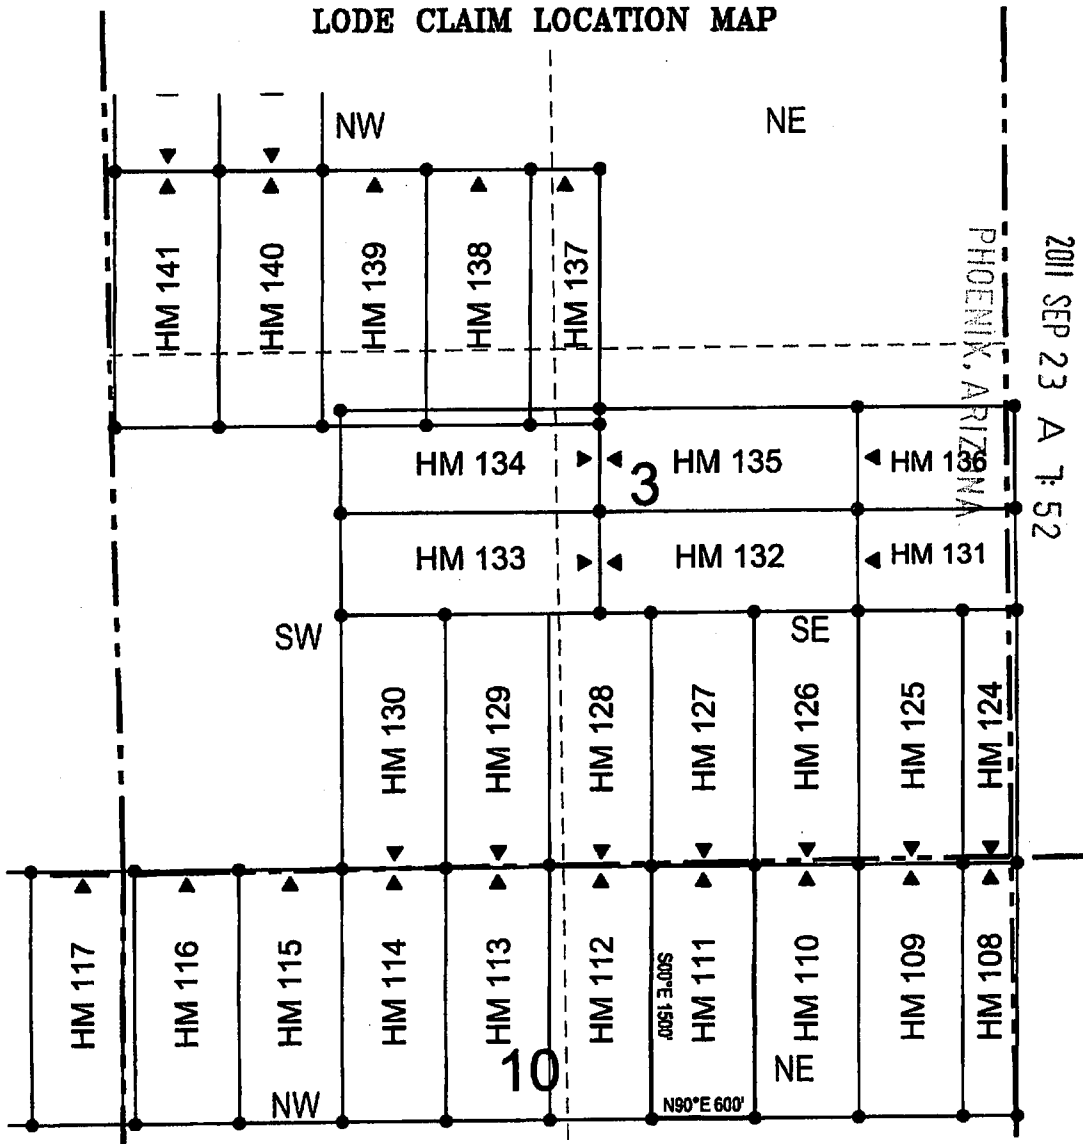 LODE CLAIM LOCATION MAP
NW
NE
HM 141
HM 140
HM 139
HM 138
HM 137
2011 SEP 23 A 7:52
PHOENIX, ARIZONA
HM 134
HM 135
HM 136
3
HM 133
HM 132
HM 131
SW
SE
HM 130
HM 129
HM 128
HM 127
HM 126
HM 125
HM 124
HM 117
HM 116
HM 115
HM 114
HM 113
HM 112
S00°E 1500'
HM 111
HM 110
HM 109
HM 108
10
NW
NE
N90°E 600'